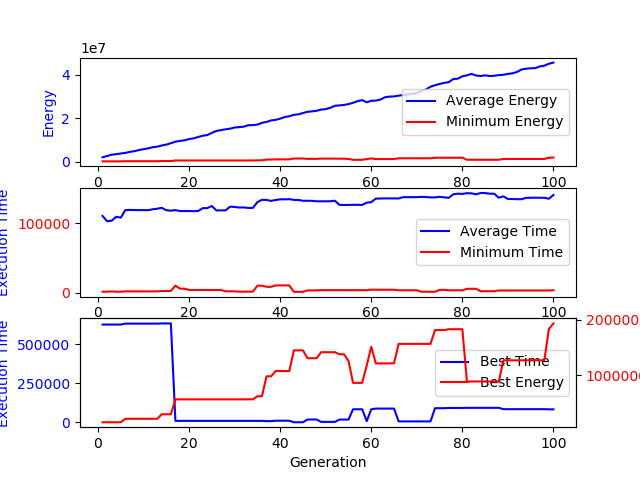 1e7
4
2
0
Energy
Average Energy
Minimum Energy
0 20 40 60 80 100
100000
0
Execution Time
Average Time
Minimum Time
0 20 40 60 80 100
500000
250000
0
Execution Time
Best Time
Best Energy
200000
100000
0 20 40 60 80 100
Generation